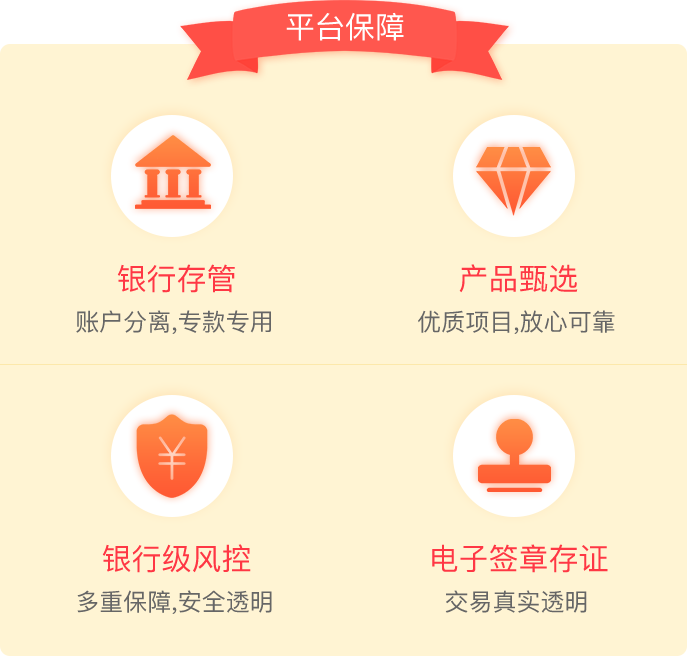 平台保障
银行存管
账户分离,专款专用
产品甄选
优质项目,放心可靠
银行级风控
多重保障,安全透明
电子签章存证
交易真实透明